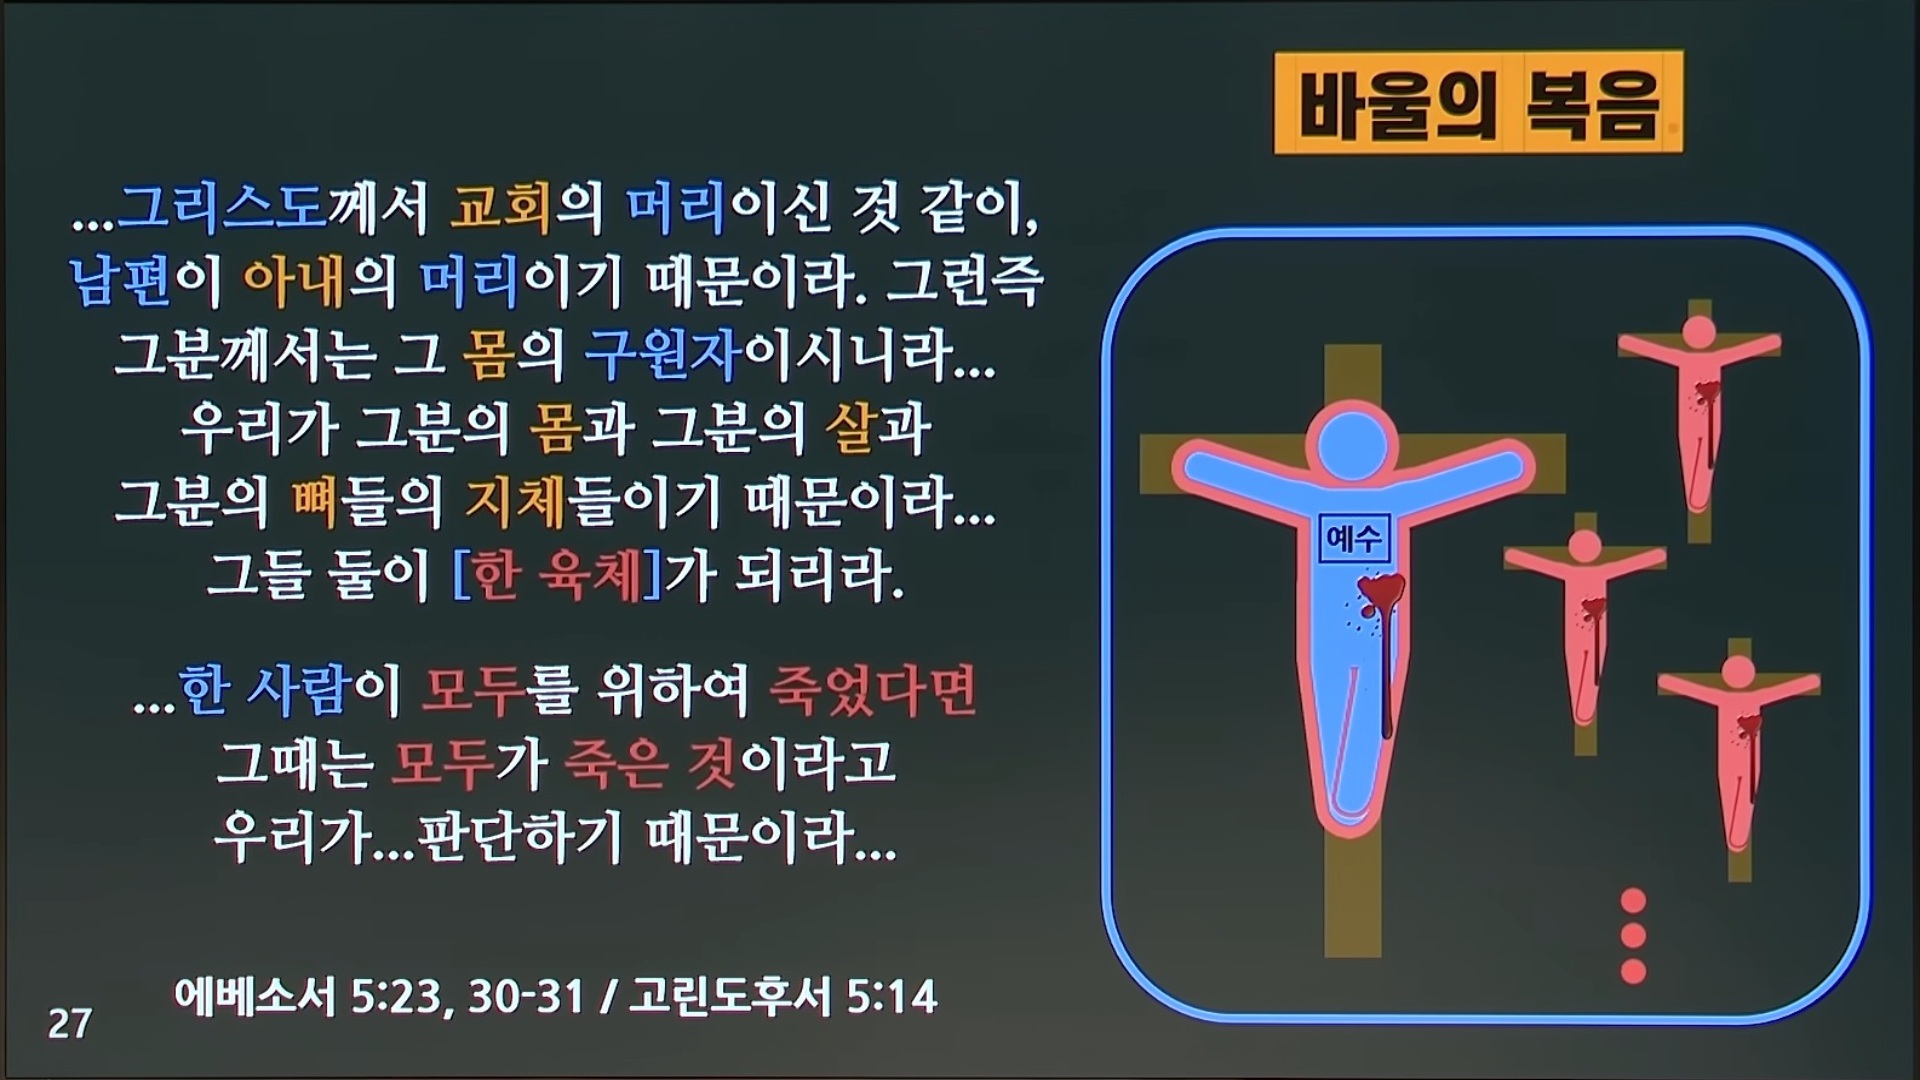 바울의 복음
...그리스도께서 교회의 머리이신 것 같이,
남편이 아내의 머리이기 때문이라. 그런즉
그분께서는 그 몸의 구원자이시니라...
우리가 그분의 몸과 그분의 살과
그분의 뼈들의 지체들이기 때문이라...
그들 둘이 [한 육체]가 되리라.
...한 사람이 모두를 위하여 죽었다면
그때는 모두가 죽은 것이라고
우리가...판단하기 때문이라...
에베소서 5:23, 30-31 / 고린도후서 5:14
27
예수